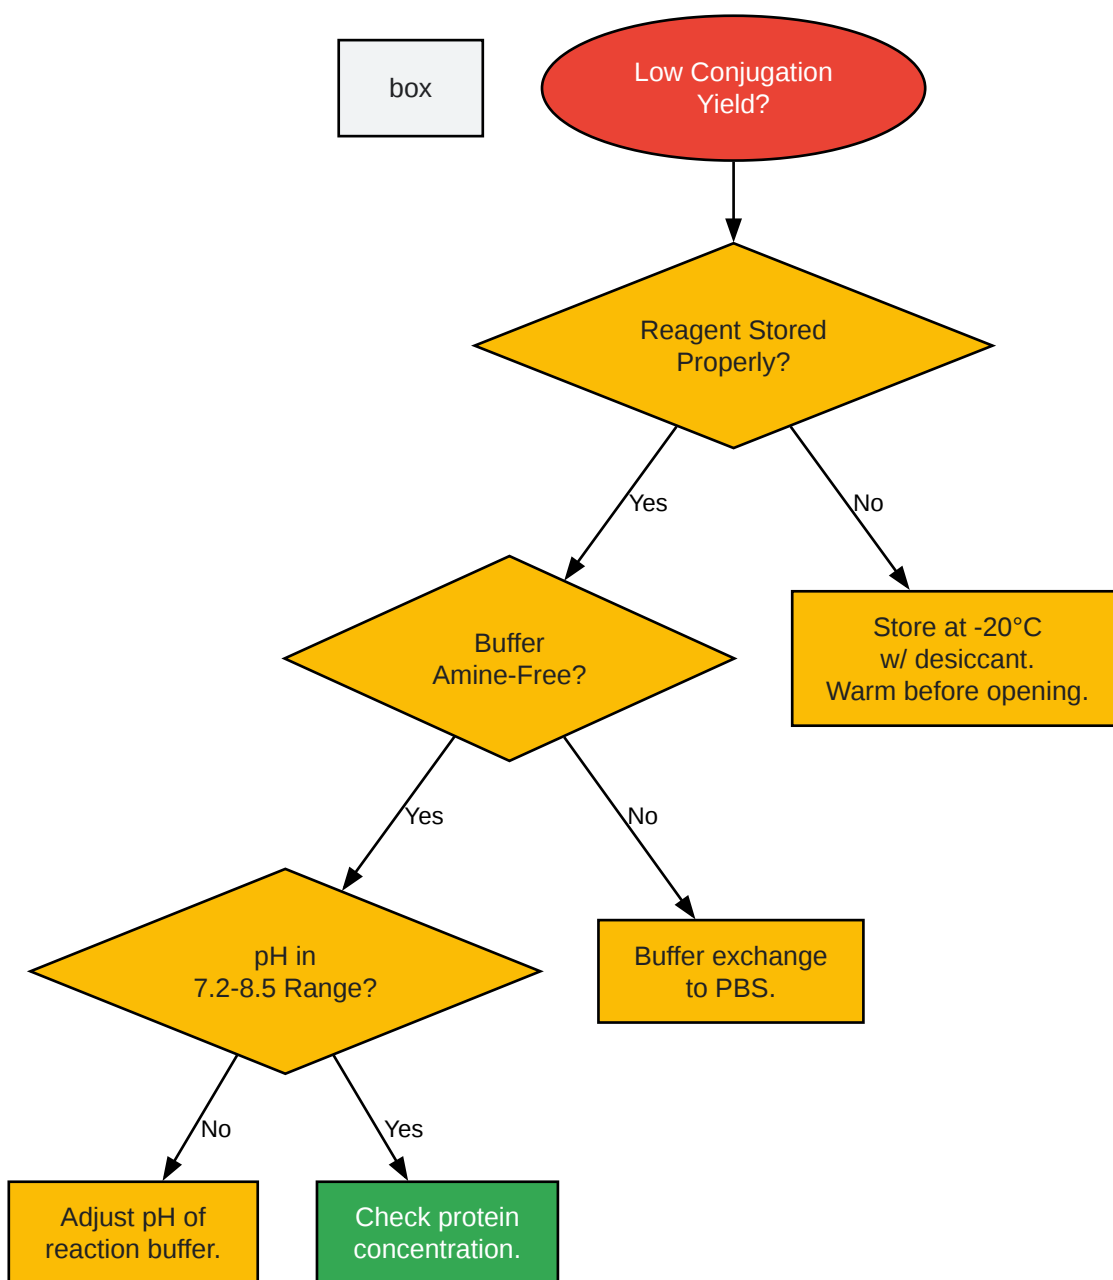 box
Low Conjugation
Yield?
Reagent Stored
Properly?
Yes
No
Store at -20°C
w/ desiccant.
Warm before opening.
Buffer
Amine-Free?
Yes
No
Buffer exchange
to PBS.
pH in
7.2-8.5 Range?
No
Yes
Adjust pH of
reaction buffer.
Check protein
concentration.